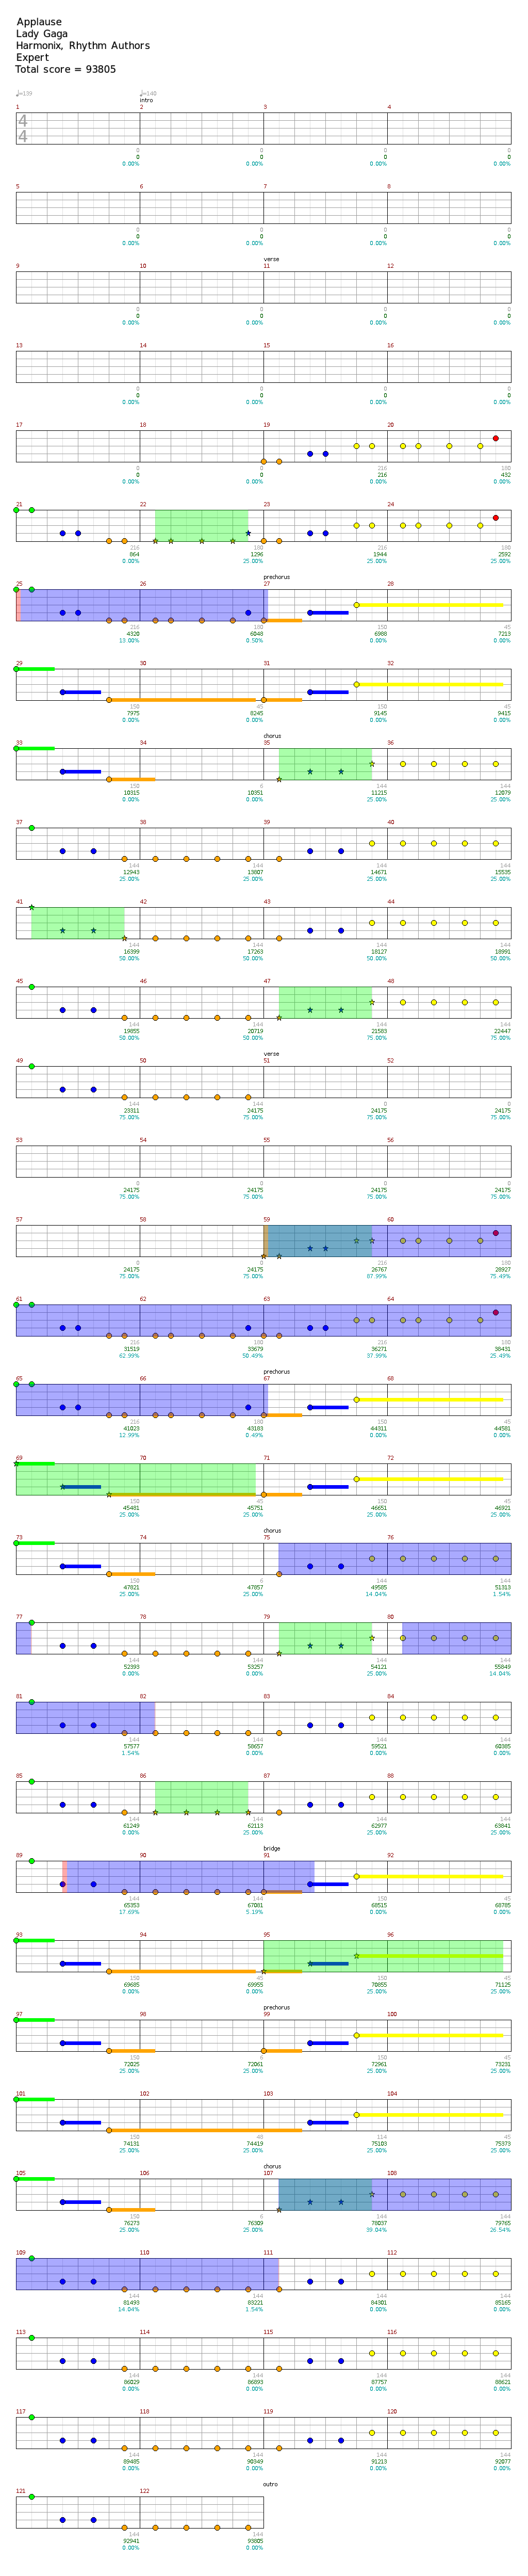 Applause
Lady Gaga
Harmonix, Rhythm Authors
Expert
Total score = 93805
♩=139 ♩=140
intro
1 2 3 4
4
4
0 0 0 0
0 0 0 0
0.00% 0.00% 0.00% 0.00%
5 6 7 8
0 0 0 0
0 0 0 0
0.00% 0.00% 0.00% 0.00%
verse
9 10 11 12
0 0 0 0
0 0 0 0
0.00% 0.00% 0.00% 0.00%
13 14 15 16
0 0 0 0
0 0 0 0
0.00% 0.00% 0.00% 0.00%
17 18 19 20
0 0 216 180
0 0 216 432
0.00% 0.00% 0.00% 0.00%
21 22 23 24
216 180 216 180
864 1296 1944 2592
0.00% 25.00% 25.00% 25.00%
prechorus
25 26 27 28
216 180 150 45
4320 6048 6988 7213
13.00% 0.50% 0.00% 0.00%
29 30 31 32
150 45 150 45
7975 8245 9145 9415
0.00% 0.00% 0.00% 0.00%
chorus
33 34 35 36
150 6 144 144
10315 10351 11215 12079
0.00% 0.00% 25.00% 25.00%
37 38 39 40
144 144 144 144
12943 13807 14671 15535
25.00% 25.00% 25.00% 25.00%
41 42 43 44
144 144 144 144
16399 17263 18127 18991
50.00% 50.00% 50.00% 50.00%
45 46 47 48
144 144 144 144
19855 20719 21583 22447
50.00% 50.00% 75.00% 75.00%
verse
49 50 51 52
144 144 0 0
23311 24175 24175 24175
75.00% 75.00% 75.00% 75.00%
53 54 55 56
0 0 0 0
24175 24175 24175 24175
75.00% 75.00% 75.00% 75.00%
57 58 59 60
0 0 216 180
24175 24175 26767 28927
75.00% 75.00% 87.99% 75.49%
61 62 63 64
216 180 216 180
31519 33679 36271 38431
62.99% 50.49% 37.99% 25.49%
prechorus
65 66 67 68
216 180 150 45
41023 43183 44311 44581
12.99% 0.49% 0.00% 0.00%
69 70 71 72
150 45 150 45
45481 45751 46651 46921
25.00% 25.00% 25.00% 25.00%
chorus
73 74 75 76
150 6 144 144
47821 47857 49585 51313
25.00% 25.00% 14.04% 1.54%
77 78 79 80
144 144 144 144
52393 53257 54121 55849
0.00% 0.00% 25.00% 14.04%
81 82 83 84
144 144 144 144
57577 58657 59521 60385
1.54% 0.00% 0.00% 0.00%
85 86 87 88
144 144 144 144
61249 62113 62977 63841
0.00% 25.00% 25.00% 25.00%
bridge
89 90 91 92
144 144 150 45
65353 67081 68515 68785
17.69% 5.19% 0.00% 0.00%
93 94 95 96
150 45 150 45
69685 69955 70855 71125
0.00% 0.00% 25.00% 25.00%
prechorus
97 98 99 100
150 6 150 45
72025 72061 72961 73231
25.00% 25.00% 25.00% 25.00%
101 102 103 104
150 48 114 45
74131 74419 75103 75373
25.00% 25.00% 25.00% 25.00%
chorus
105 106 107 108
150 6 144 144
76273 76309 78037 79765
25.00% 25.00% 39.04% 26.54%
109 110 111 112
144 144 144 144
81493 83221 84301 85165
14.04% 1.54% 0.00% 0.00%
113 114 115 116
144 144 144 144
86029 86893 87757 88621
0.00% 0.00% 0.00% 0.00%
117 118 119 120
144 144 144 144
89485 90349 91213 92077
0.00% 0.00% 0.00% 0.00%
outro
121 122
144 144
92941 93805
0.00% 0.00%